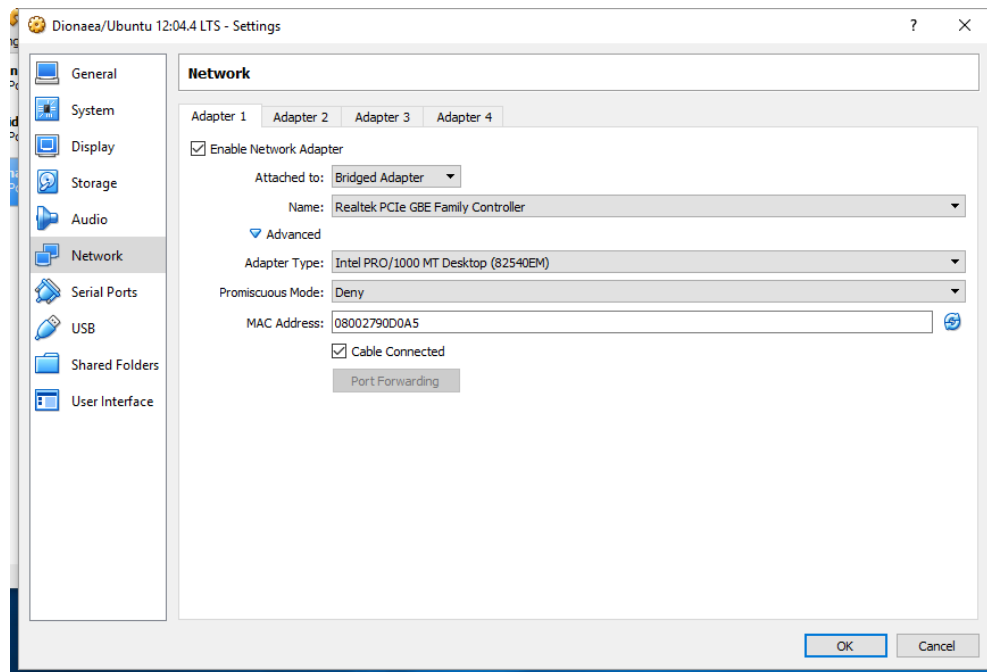 Dionaea/Ubuntu 12:04.4 LTS - Settings
?
General
System
Display
Storage
Audio
Network
Serial Ports
USB
Shared Folders
User Interface
Network
Adapter 1 Adapter 2 Adapter 3 Adapter 4
Enable Network Adapter
Attached to: Bridged Adapter
Name: Realtek PCIe GBE Family Controller
Advanced
Adapter Type: Intel PRO/1000 MT Desktop (82540EM)
Promiscuous Mode: Deny
MAC Address: 08002790D0A5
Cable Connected
Port Forwarding
OK Cancel